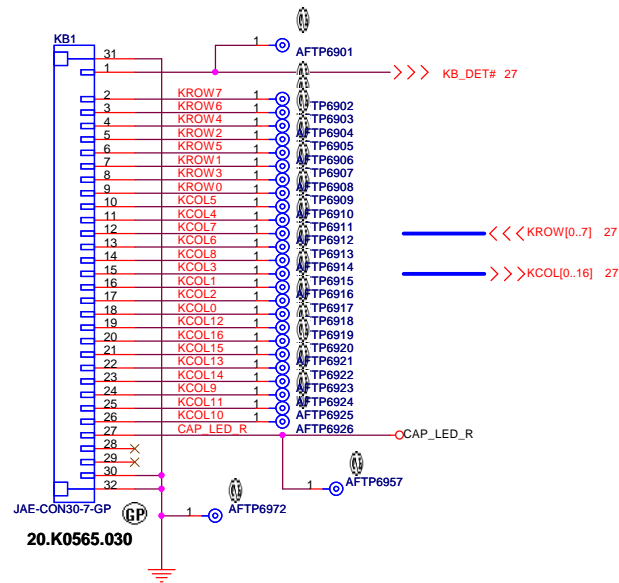 KB1
31
1 AFTP6901
1 KB_DET# 27
2 KROW7 1 TP6902
3 KROW6 1 TP6903
4 KROW4 1 AFTP6904
5 KROW2 1 TP6905
6 KROW5 1 AFTP6906
7 KROW1 1 TP6907
8 KROW3 1 AFTP6908
9 KROW0 1 TP6909
10 KCOL5 1 AFTP6910
11 KCOL4 1 TP6911
12 KCOL7 1 AFTP6912
13 KCOL6 1 TP6913
14 KCOL8 1 AFTP6914
15 KCOL3 1 TP6915
16 KCOL1 1 AFTP6916
17 KCOL2 1 TP6917
18 KCOL0 1 AFTP6918
19 KCOL12 1 TP6919
20 KCOL16 1 TP6920
21 KCOL15 1 AFTP6921
22 KCOL13 1 TP6922
23 KCOL14 1 AFTP6923
24 KCOL9 1 TP6924
25 KCOL11 1 AFTP6925
26 KCOL10 1 AFTP6926
27 CAP_LED_R CAP_LED_R
28
29
30
32
KROW[0..7] 27
KCOL[0..16] 27
1 AFTP6957
1 AFTP6972
JAE-CON30-7-GP
GP
20.K0565.030